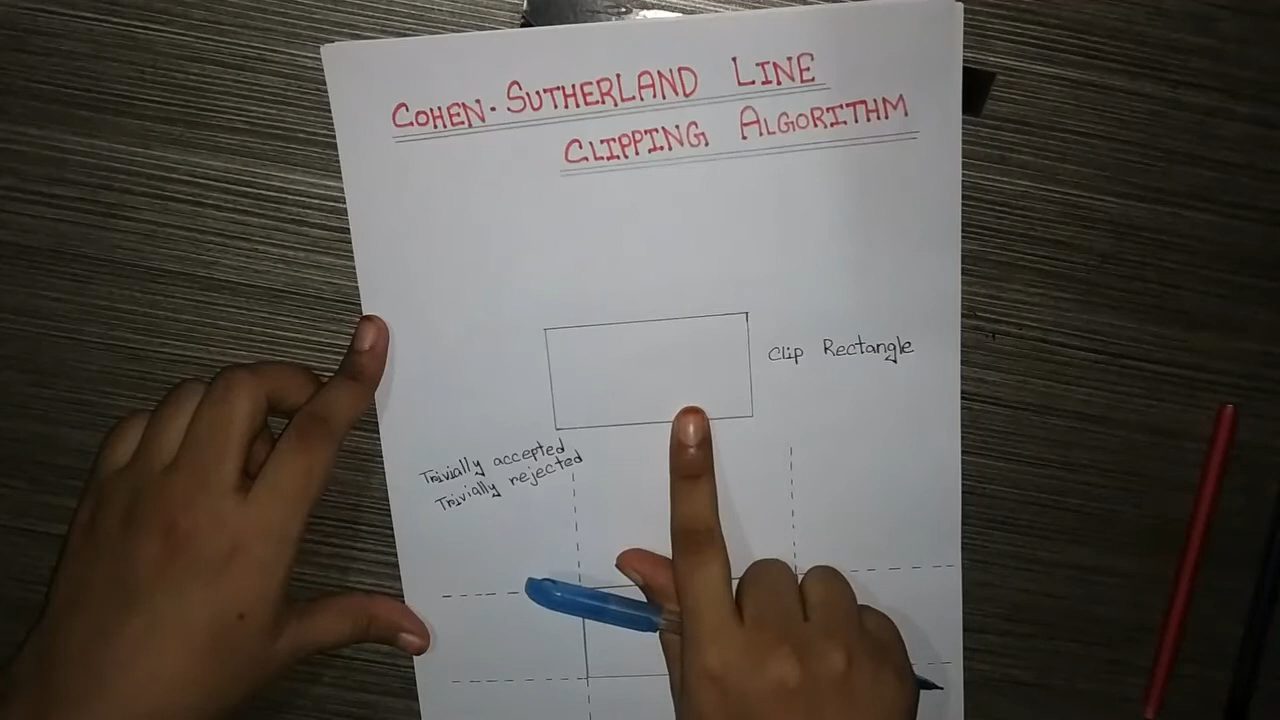 COHEN-SUTHERLAND LINE
CLIPPING ALGORITHM
Clip Rectangle
Trivially accepted
Trivially rejected